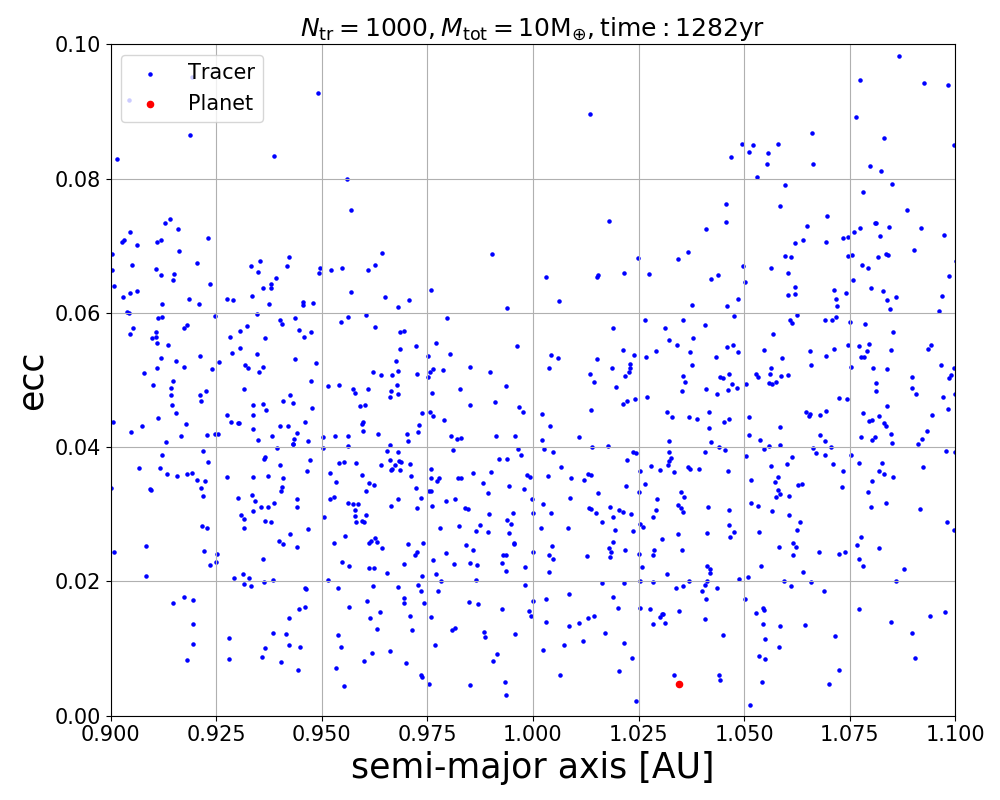 N_tr = 1000, M_tot = 10M_⊕, time : 1282yr
0.10
0.08
0.06
0.04
0.02
0.00
ecc
Tracer
Planet
0.900 0.925 0.950 0.975 1.000 1.025 1.050 1.075 1.100
semi-major axis [AU]